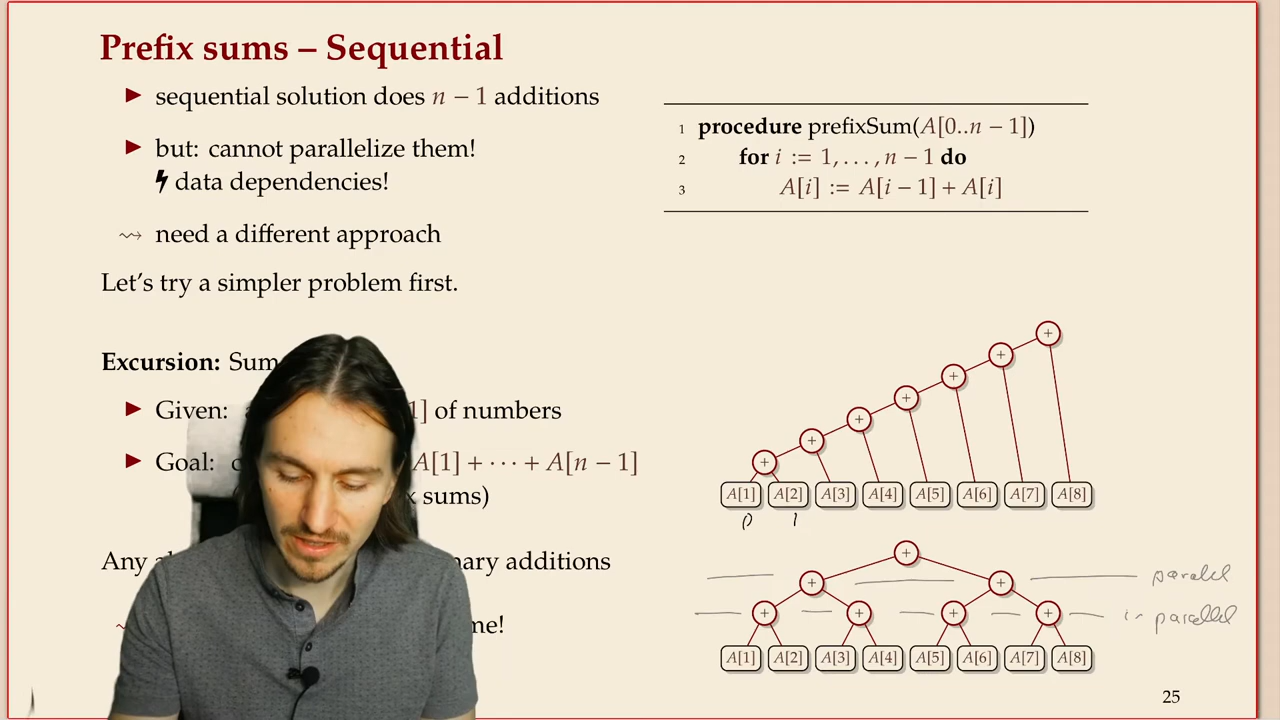 Prefix sums – Sequential
► sequential solution does n − 1 additions
► but: cannot parallelize them!
data dependencies!
⇝ need a different approach
Let's try a simpler problem first.
Excursion: Sum
► Given: 1] of numbers
► Goal: A[1] + ··· + A[n − 1]
sums)
Any additions
1 procedure prefixSum(A[0..n − 1])
2 for i := 1, . . . , n − 1 do
3 A[i] := A[i − 1] + A[i]
+
+
+
+
+
+
+
A[1] A[2] A[3] A[4] A[5] A[6] A[7] A[8]
0 1
+
+ + parallel
+ + + + in parallel
A[1] A[2] A[3] A[4] A[5] A[6] A[7] A[8]
25